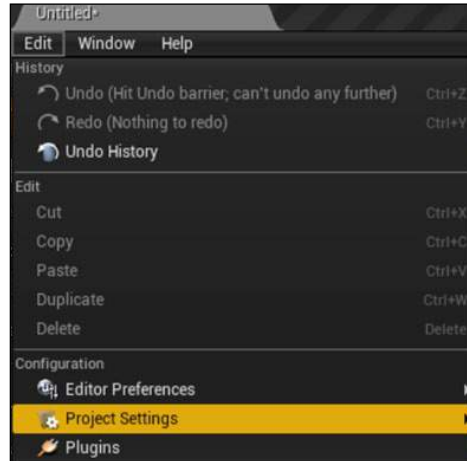 Untitled•
Edit Window Help
History
Undo (Hit Undo barrier; can't undo any further) Ctrl+Z
Redo (Nothing to redo) Ctrl+Y
Undo History
Edit
Cut Ctrl+X
Copy Ctrl+C
Paste Ctrl+V
Duplicate Ctrl+W
Delete Delete
Configuration
Editor Preferences
Project Settings
Plugins